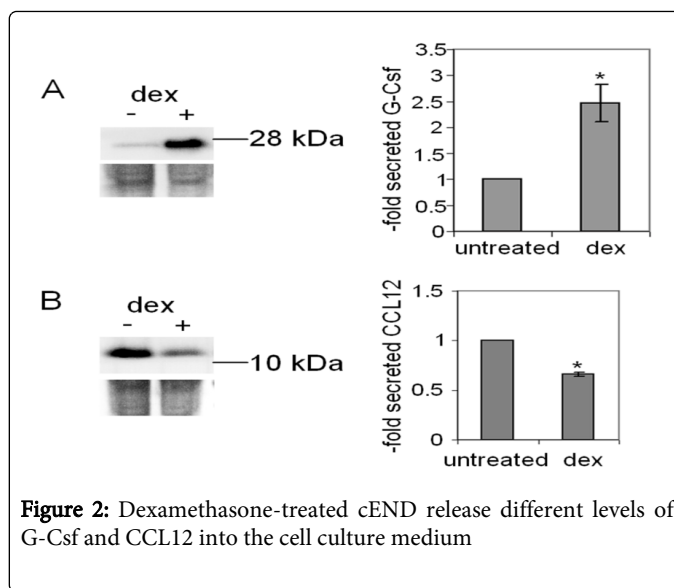 A
dex
- +
28 kDa
-fold secreted G-Csf
3.5
3
2.5
2
1.5
1
0.5
0
*
untreated dex
B
dex
- +
10 kDa
-fold secreted CCL12
1.5
1
0.5
0
*
untreated dex
Figure 2: Dexamethasone-treated cEND release different levels of
G-Csf and CCL12 into the cell culture medium